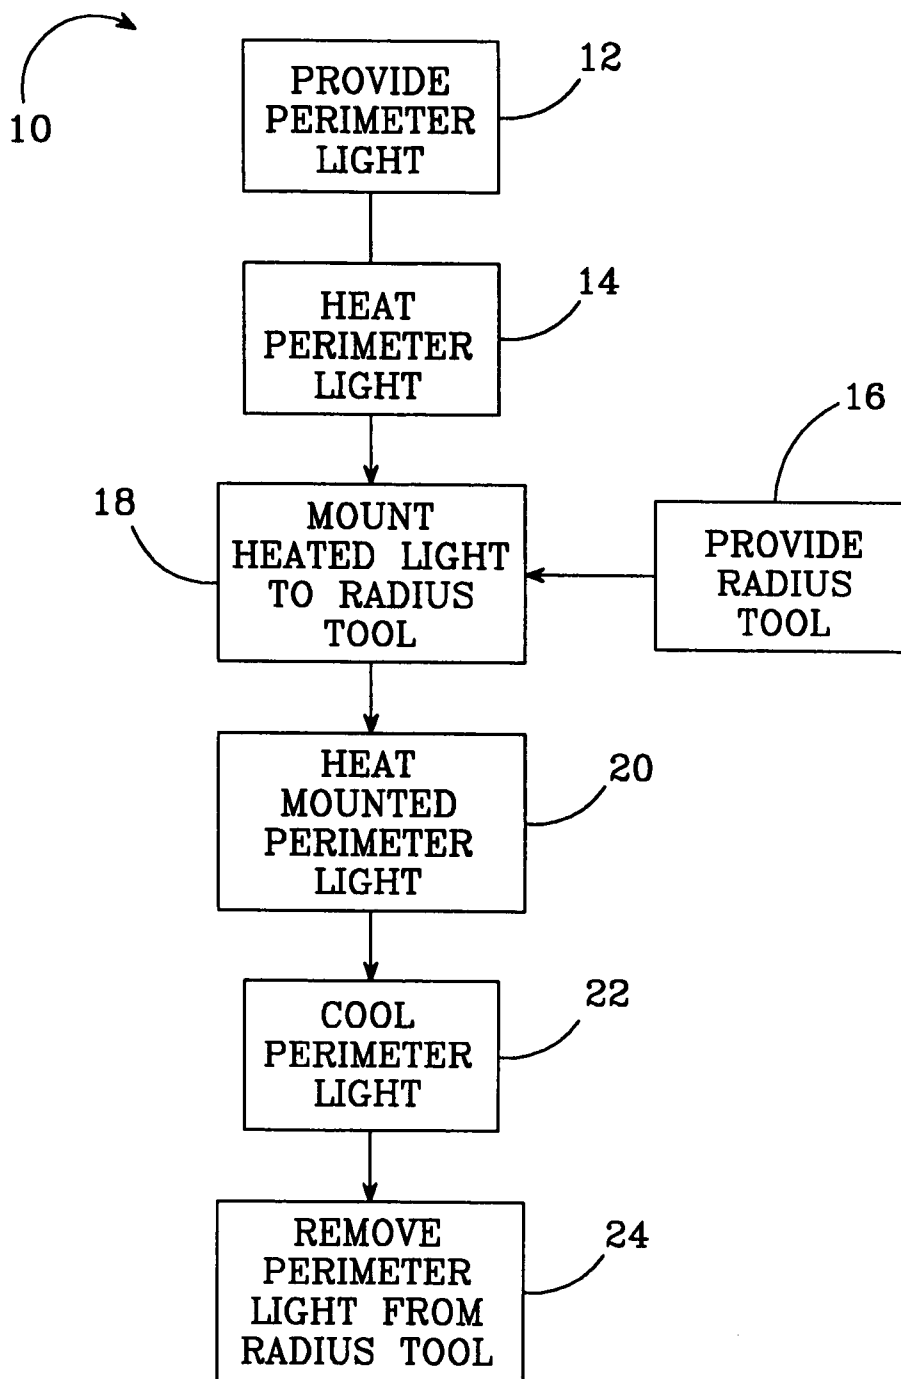 10
12
PROVIDE
PERIMETER
LIGHT
14
HEAT
PERIMETER
LIGHT
16
PROVIDE
RADIUS
TOOL
18
MOUNT
HEATED LIGHT
TO RADIUS
TOOL
20
HEAT
MOUNTED
PERIMETER
LIGHT
22
COOL
PERIMETER
LIGHT
24
REMOVE
PERIMETER
LIGHT FROM
RADIUS TOOL